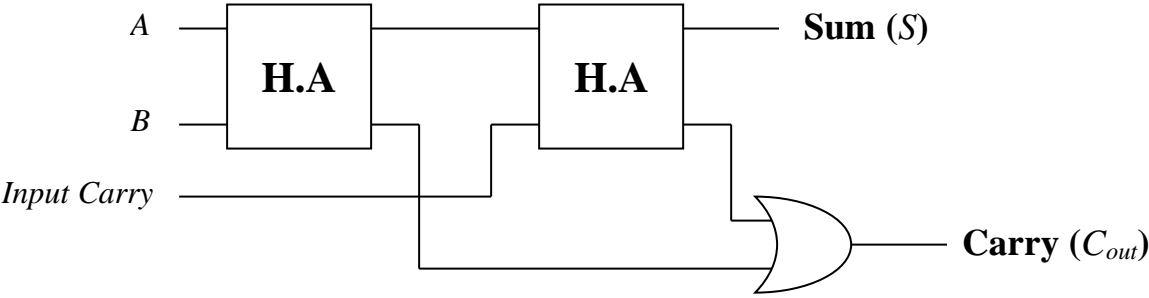 A
H.A
H.A
Sum (S)
B
Input Carry
Carry (Cout)